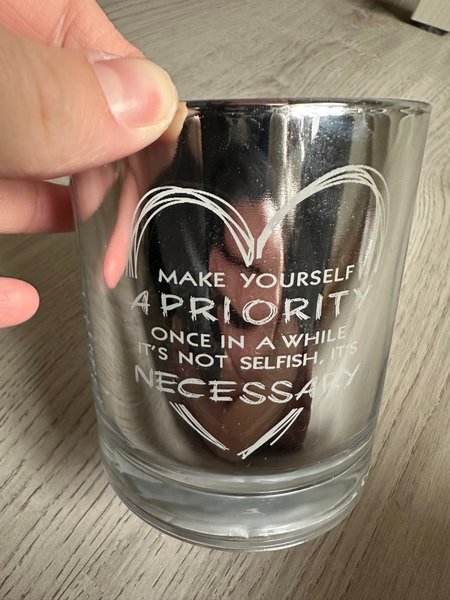 MAKE YOURSELF
A PRIORITY
ONCE IN A WHILE
IT'S NOT SELFISH, IT'S
NECESSARY